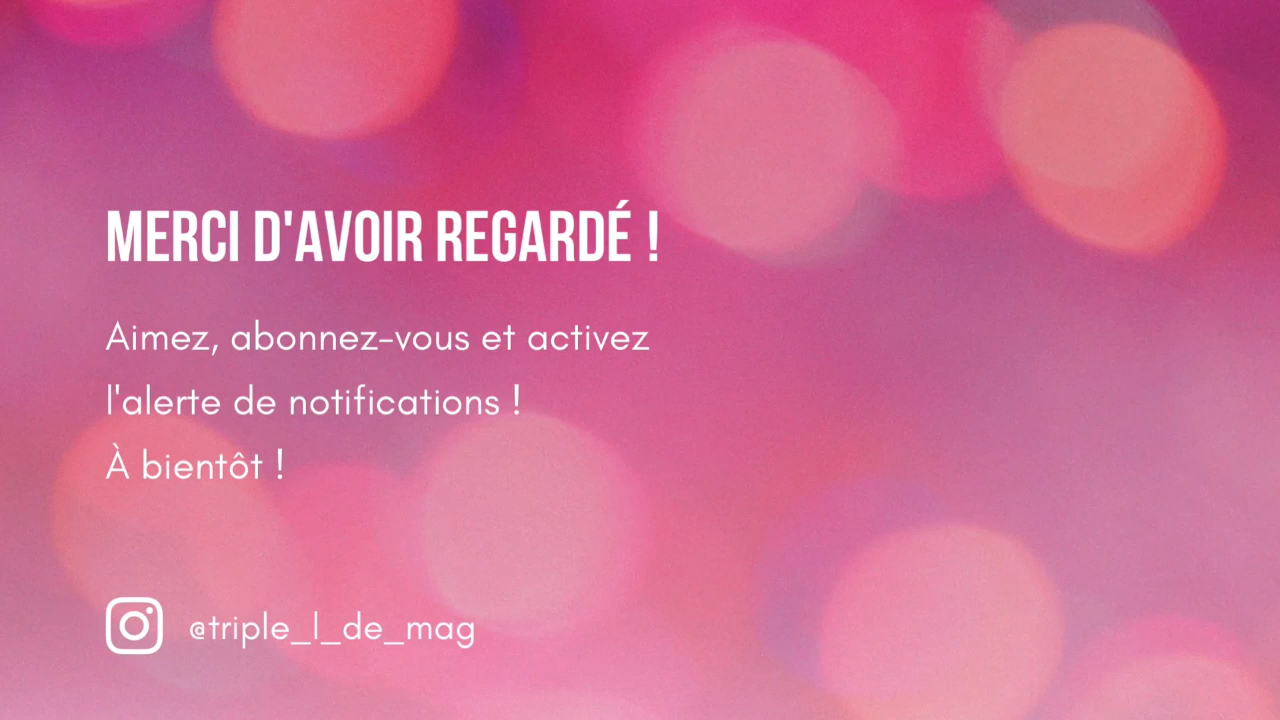 MERCI D'AVOIR REGARDÉ !
Aimez, abonnez-vous et activez
l'alerte de notifications !
À bientôt !
@triple_l_de_mag